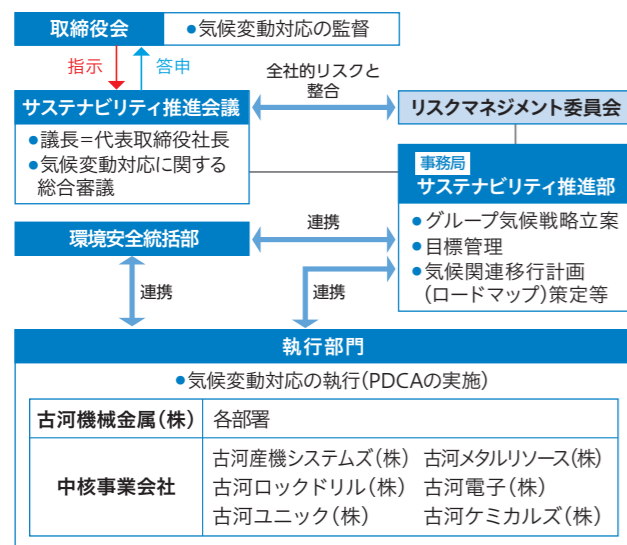 取締役会
●気候変動対応の監督
指示
答申
全社的リスクと
整合
サステナビリティ推進会議
●議長=代表取締役社長
●気候変動対応に関する
総合審議
リスクマネジメント委員会
事務局
サステナビリティ推進部
●グループ気候戦略立案
●目標管理
●気候関連移行計画
(ロードマップ)策定等
環境安全統括部
連携
連携
連携
執行部門
●気候変動対応の執行(PDCAの実施)
古河機械金属(株) 各部署
中核事業会社
古河産機システムズ(株) 古河メタルリソース(株)
古河ロックドリル(株) 古河電子(株)
古河ユニック(株) 古河ケミカルズ(株)